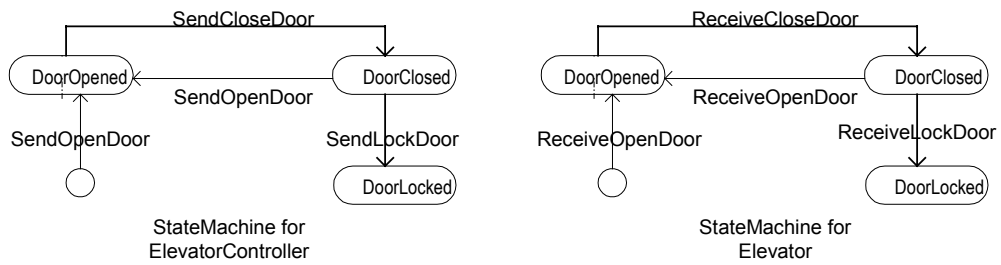 SendCloseDoor
DoorOpened
DoorClosed
SendOpenDoor
SendOpenDoor
SendLockDoor
DoorLocked
StateMachine for
ElevatorController
ReceiveCloseDoor
DoorOpened
DoorClosed
ReceiveOpenDoor
ReceiveOpenDoor
ReceiveLockDoor
DoorLocked
StateMachine for
Elevator